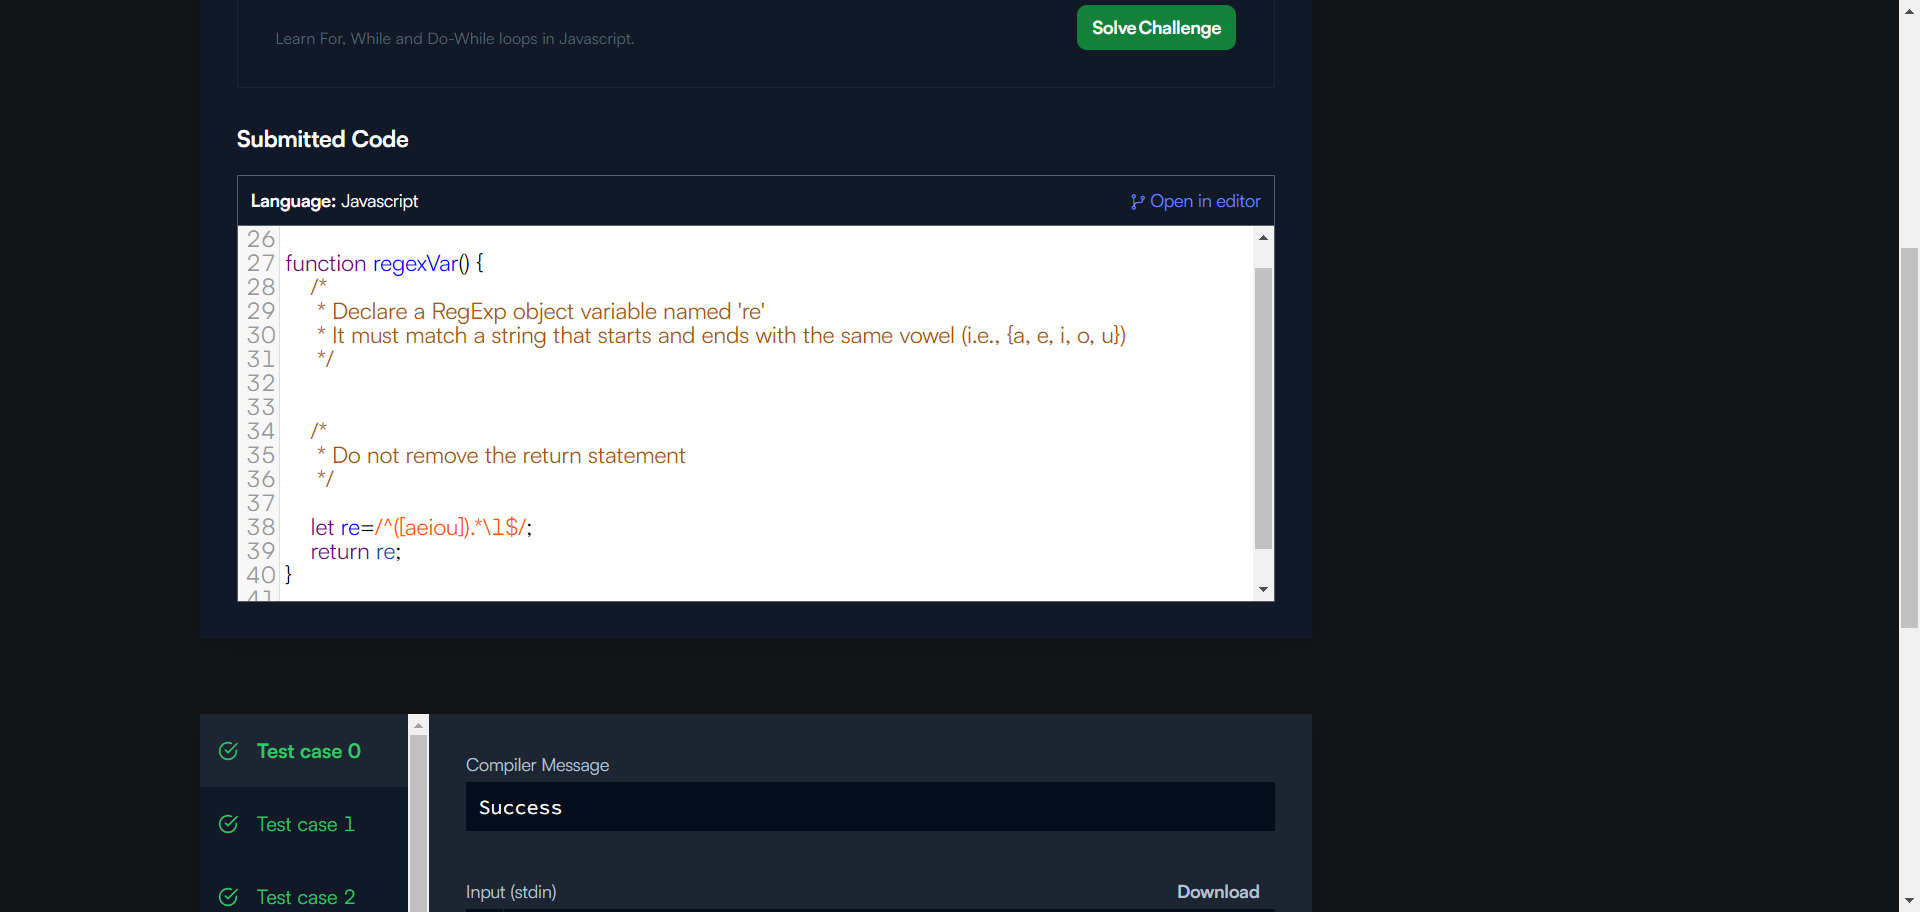 Learn For, While and Do-While loops in Javascript.
Solve Challenge
Submitted Code
Language: Javascript
Open in editor
26
27 function regexVar() {
28 /*
29 * Declare a RegExp object variable named 're'
30 * It must match a string that starts and ends with the same vowel (i.e., {a, e, i, o, u})
31 */
32
33
34 /*
35 * Do not remove the return statement
36 */
37
38 let re=/^([aeiou]).*\1$/;
39 return re;
40 }
41
Test case 0
Compiler Message
Success
Test case 1
Input (stdin)
Download
Test case 2